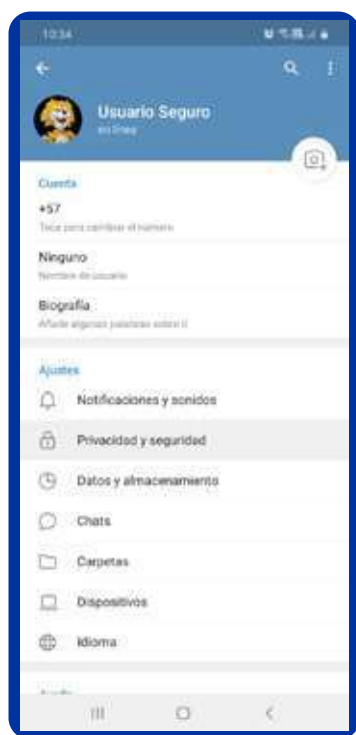 10:34
Usuario Seguro
en línea
Cuenta
+57
Toca para cambiar el número
Ninguno
Nombre de usuario
Biografía
Añade algunas palabras sobre ti
Ajustes
Notificaciones y sonidos
Privacidad y seguridad
Datos y almacenamiento
Chats
Carpetas
Dispositivos
Idioma